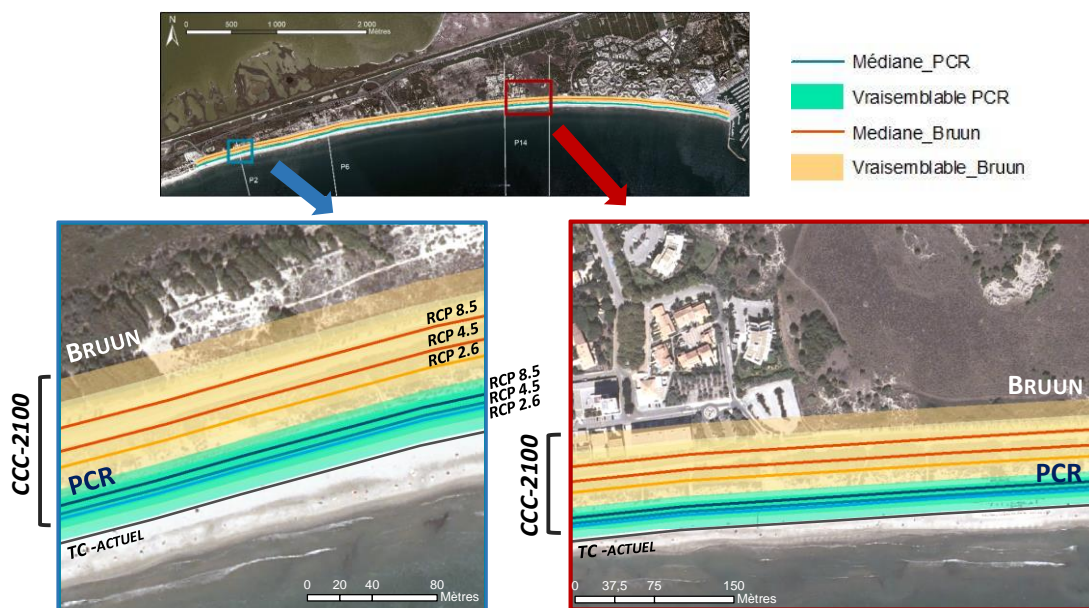 N
0 500 1 000 2 000
Mètres
P2
P6
P14
Médiane_PCR
Vraisemblable PCR
Mediane_Bruun
Vraisemblable_Bruun
BRUUN
RCP 8.5
RCP 4.5
RCP 2.6
RCP 8.5
RCP 4.5
RCP 2.6
CCC-2100
PCR
TC -ACTUEL
0 20 40 80
Mètres
BRUUN
CCC-2100
PCR
TC -ACTUEL
0 37,5 75 150
Mètres